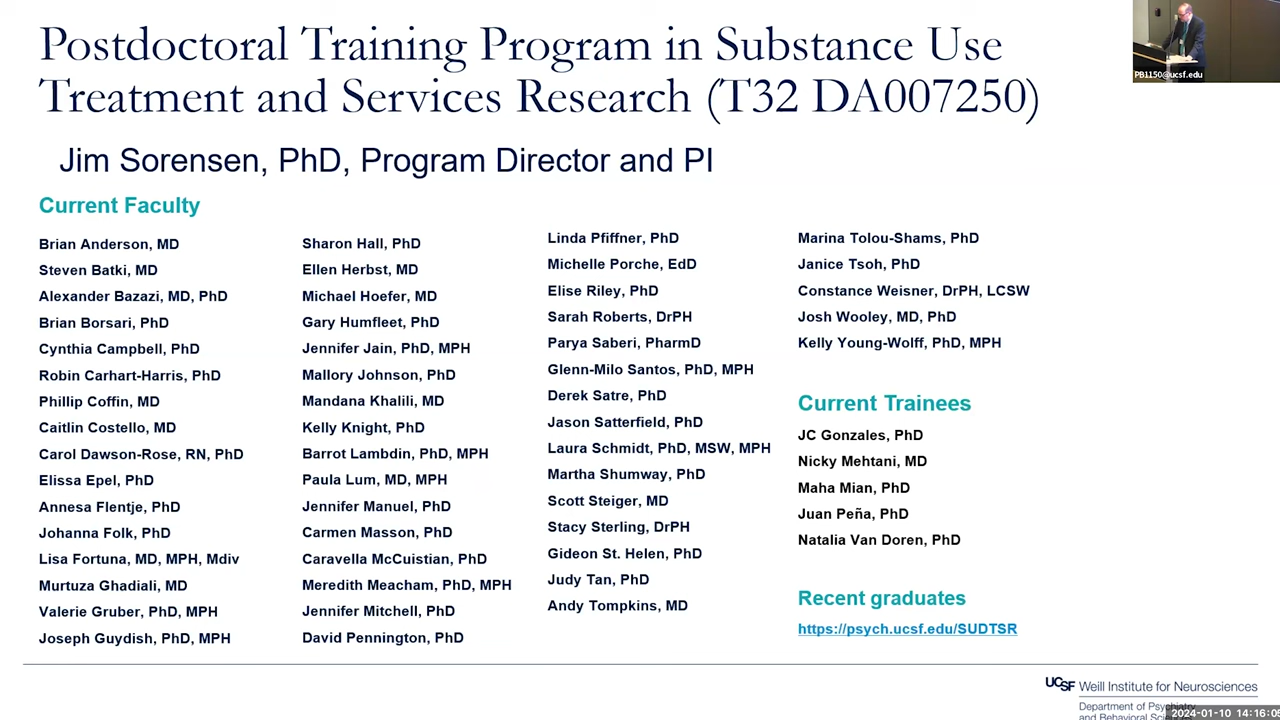 Postdoctoral Training Program in Substance Use
Treatment and Services Research (T32 DA007250)
Jim Sorensen, PhD, Program Director and PI
Current Faculty
Brian Anderson, MD
Steven Batki, MD
Alexander Bazazi, MD, PhD
Brian Borsari, PhD
Cynthia Campbell, PhD
Robin Carhart-Harris, PhD
Phillip Coffin, MD
Caitlin Costello, MD
Carol Dawson-Rose, RN, PhD
Elissa Epel, PhD
Annesa Flentje, PhD
Johanna Folk, PhD
Lisa Fortuna, MD, MPH, Mdiv
Murtuza Ghadiali, MD
Valerie Gruber, PhD, MPH
Joseph Guydish, PhD, MPH
Sharon Hall, PhD
Ellen Herbst, MD
Michael Hoefer, MD
Gary Humfleet, PhD
Jennifer Jain, PhD, MPH
Mallory Johnson, PhD
Mandana Khalili, MD
Kelly Knight, PhD
Barrot Lambdin, PhD, MPH
Paula Lum, MD, MPH
Jennifer Manuel, PhD
Carmen Masson, PhD
Caravella McCuistian, PhD
Meredith Meacham, PhD, MPH
Jennifer Mitchell, PhD
David Pennington, PhD
Linda Pfiffner, PhD
Michelle Porche, EdD
Elise Riley, PhD
Sarah Roberts, DrPH
Parya Saberi, PharmD
Glenn-Milo Santos, PhD, MPH
Derek Satre, PhD
Jason Satterfield, PhD
Laura Schmidt, PhD, MSW, MPH
Martha Shumway, PhD
Scott Steiger, MD
Stacy Sterling, DrPH
Gideon St. Helen, PhD
Judy Tan, PhD
Andy Tompkins, MD
Marina Tolou-Shams, PhD
Janice Tsoh, PhD
Constance Weisner, DrPH, LCSW
Josh Wooley, MD, PhD
Kelly Young-Wolff, PhD, MPH
Current Trainees
JC Gonzales, PhD
Nicky Mehtani, MD
Maha Mian, PhD
Juan Peña, PhD
Natalia Van Doren, PhD
Recent graduates
https://psych.ucsf.edu/SUDTSR
PB1150@ucsf.edu
UCSF Weill Institute for Neurosciences
Department of Psychiatry
and Behavioral
2024-01-10 14:16:05